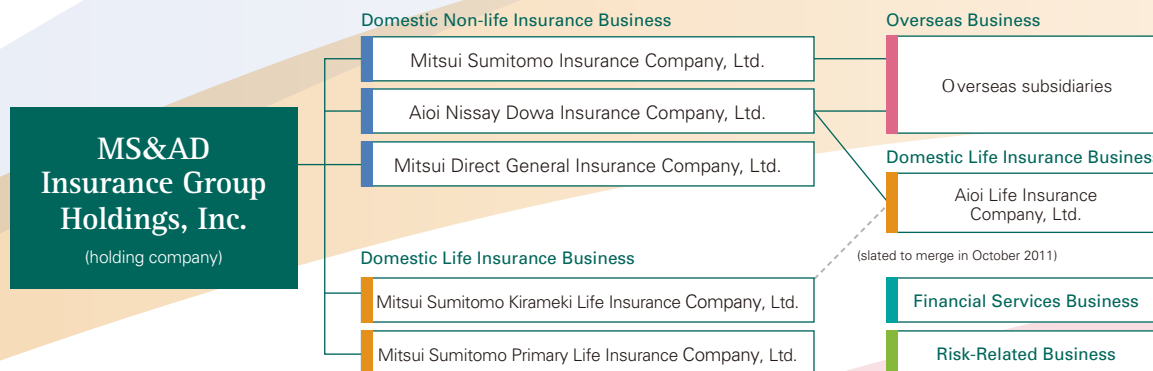 MS&AD
Insurance Group
Holdings, Inc.
(holding company)
Domestic Non-life Insurance Business
Mitsui Sumitomo Insurance Company, Ltd.
Aioi Nissay Dowa Insurance Company, Ltd.
Mitsui Direct General Insurance Company, Ltd.
Domestic Life Insurance Business
Mitsui Sumitomo Kirameki Life Insurance Company, Ltd.
Mitsui Sumitomo Primary Life Insurance Company, Ltd.
Overseas Business
Overseas subsidiaries
Domestic Life Insurance Business
Aioi Life Insurance
Company, Ltd.
(slated to merge in October 2011)
Financial Services Business
Risk-Related Business